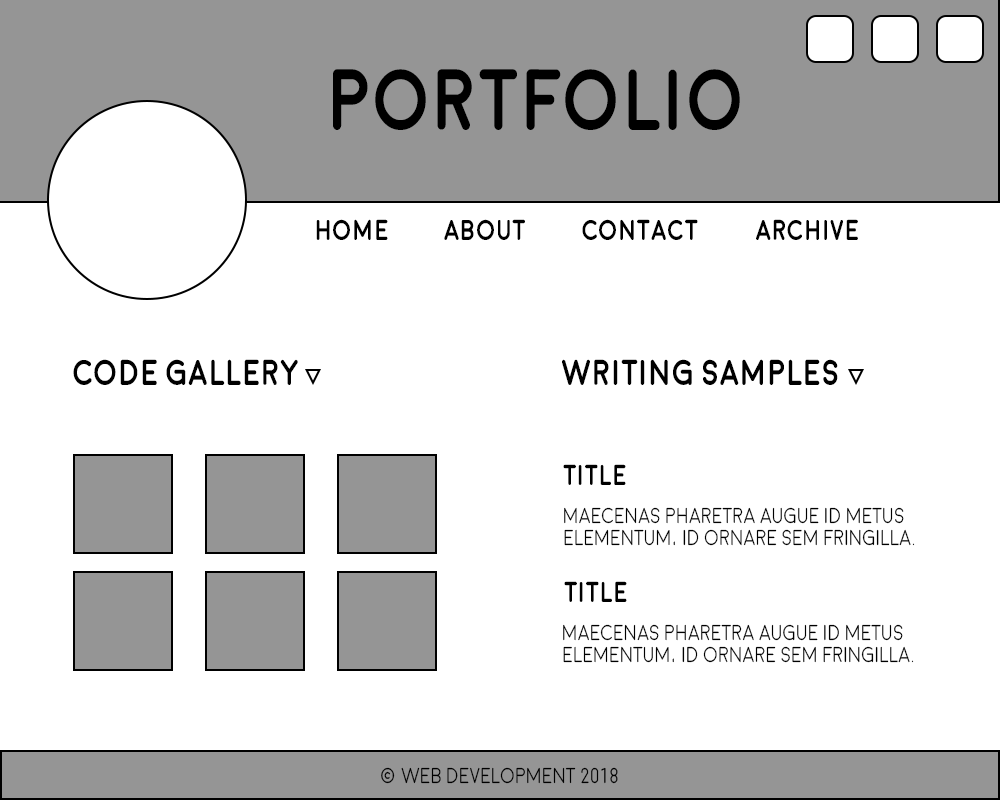 PORTFOLIO
HOME ABOUT CONTACT ARCHIVE
CODE GALLERY ▿
WRITING SAMPLES ▿
TITLE
MAECENAS PHARETRA AUGUE ID METUS
ELEMENTUM, ID ORNARE SEM FRINGILLA.
TITLE
MAECENAS PHARETRA AUGUE ID METUS
ELEMENTUM, ID ORNARE SEM FRINGILLA.
© WEB DEVELOPMENT 2018